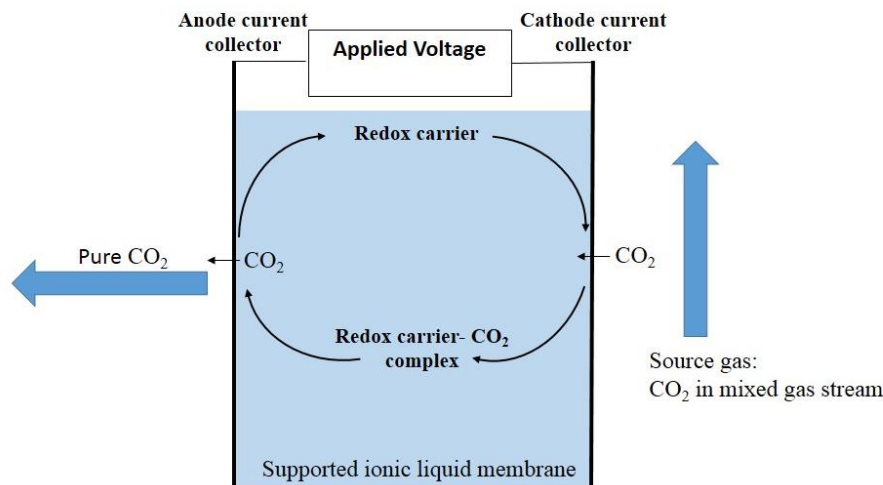 Anode current
collector
Applied Voltage
Cathode current
collector
Redox carrier
Pure CO₂
CO₂
CO₂
Redox carrier- CO₂
complex
Source gas:
CO₂ in mixed gas stream
Supported ionic liquid membrane